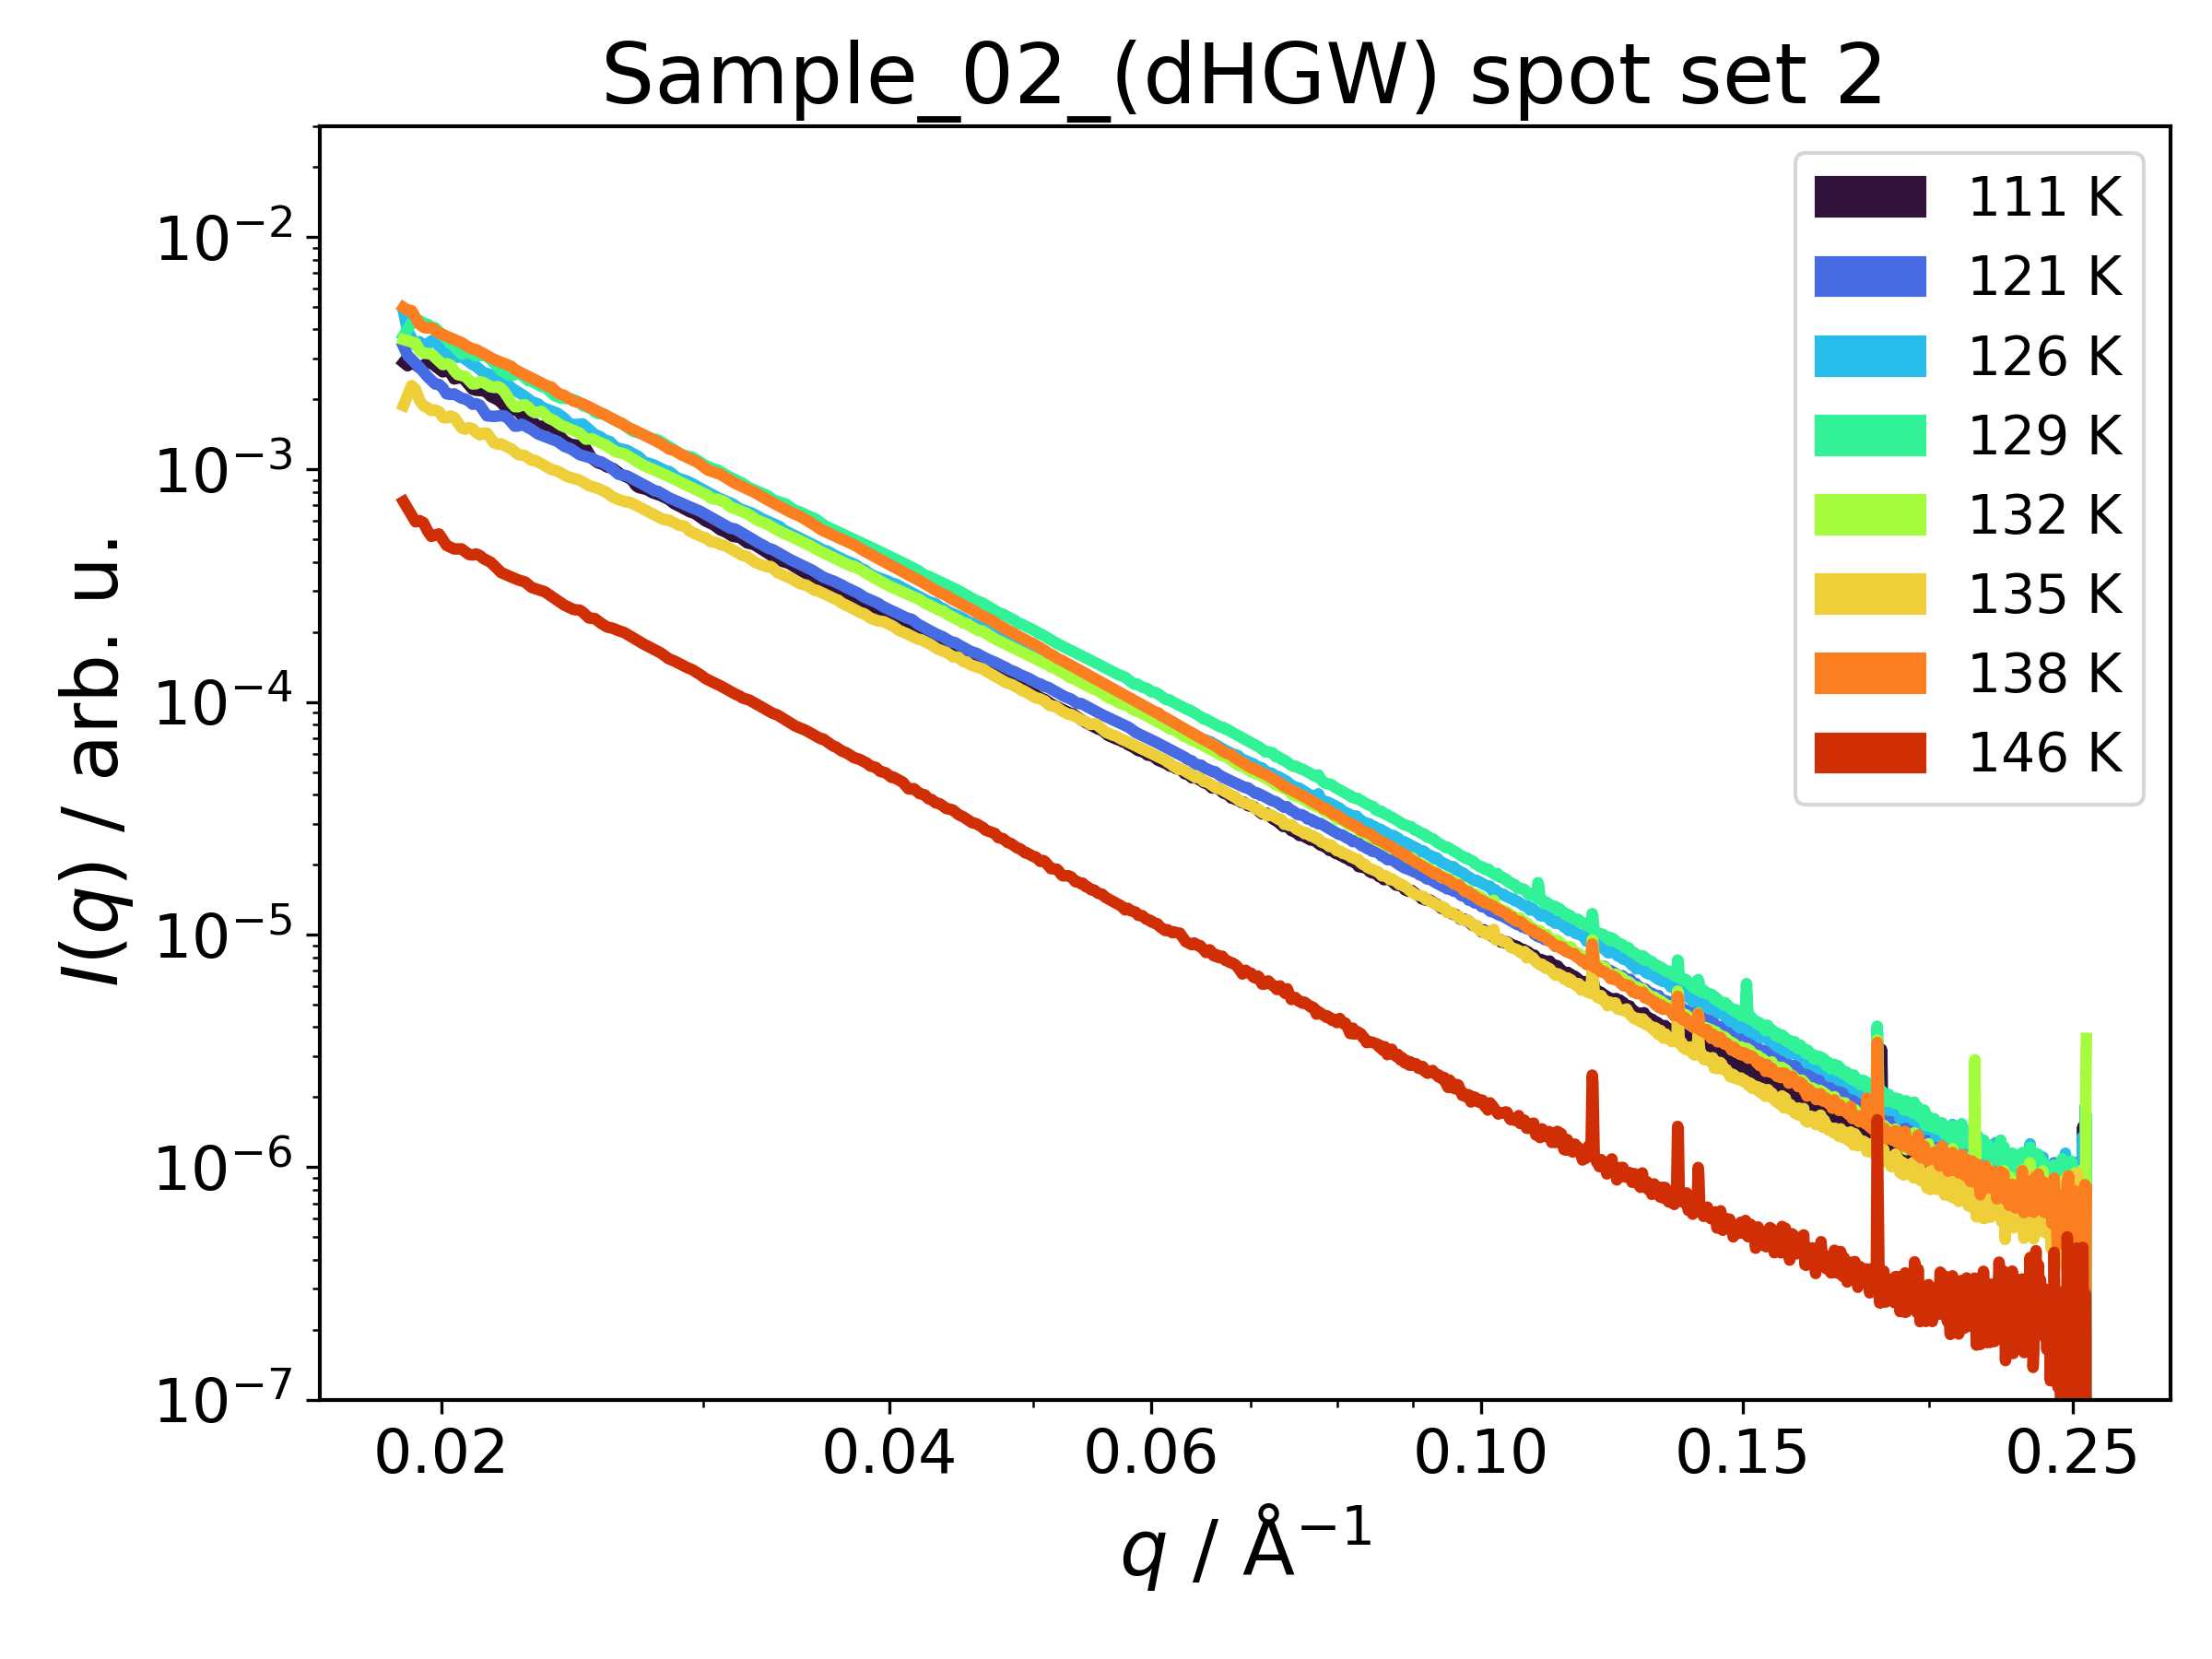 Sample_02_(dHGW) spot set 2
I(q) / arb. u.
10⁻²
10⁻³
10⁻⁴
10⁻⁵
10⁻⁶
10⁻⁷
111 K
121 K
126 K
129 K
132 K
135 K
138 K
146 K
0.02 0.04 0.06 0.10 0.15 0.25
q / Å⁻¹